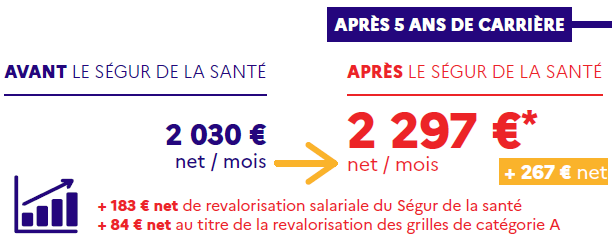 APRÈS 5 ANS DE CARRIÈRE
AVANT LE SÉGUR DE LA SANTÉ
APRÈS LE SÉGUR DE LA SANTÉ
2 030 €
net / mois
2 297 €*
net / mois
+ 267 € net
+ 183 € net de revalorisation salariale du Ségur de la santé
+ 84 € net au titre de la revalorisation des grilles de catégorie A